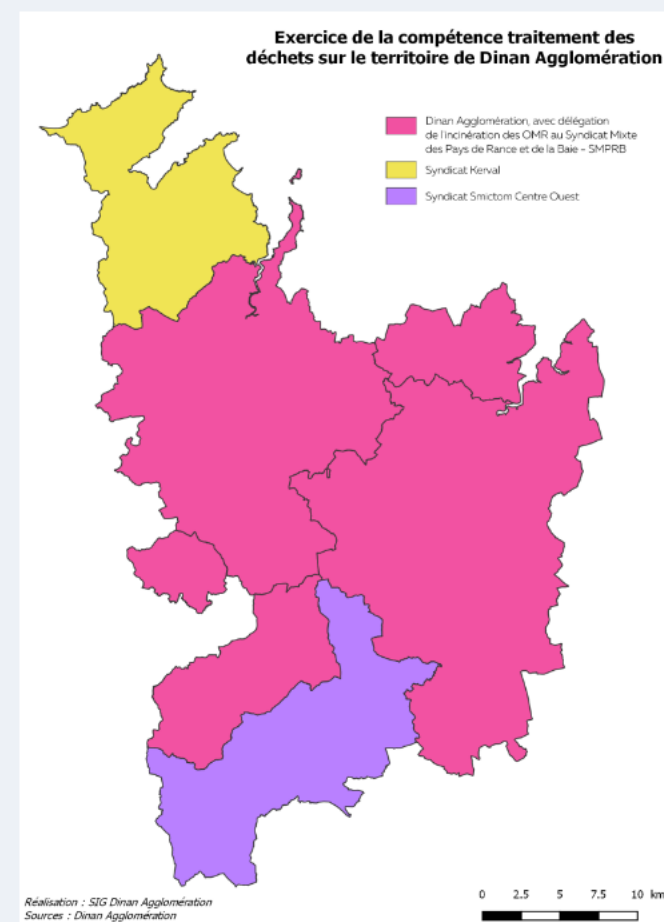 Exercice de la compétence traitement des
déchets sur le territoire de Dinan Agglomération
Dinan Agglomération, avec délégation
de l'incinération des OMR au Syndicat Mixte
des Pays de Rance et de la Baie - SMPRB
Syndicat Kerval
Syndicat Smictom Centre Ouest
Réalisation : SIG Dinan Agglomération
Sources : Dinan Agglomération
0 2.5 5 7.5 10 km